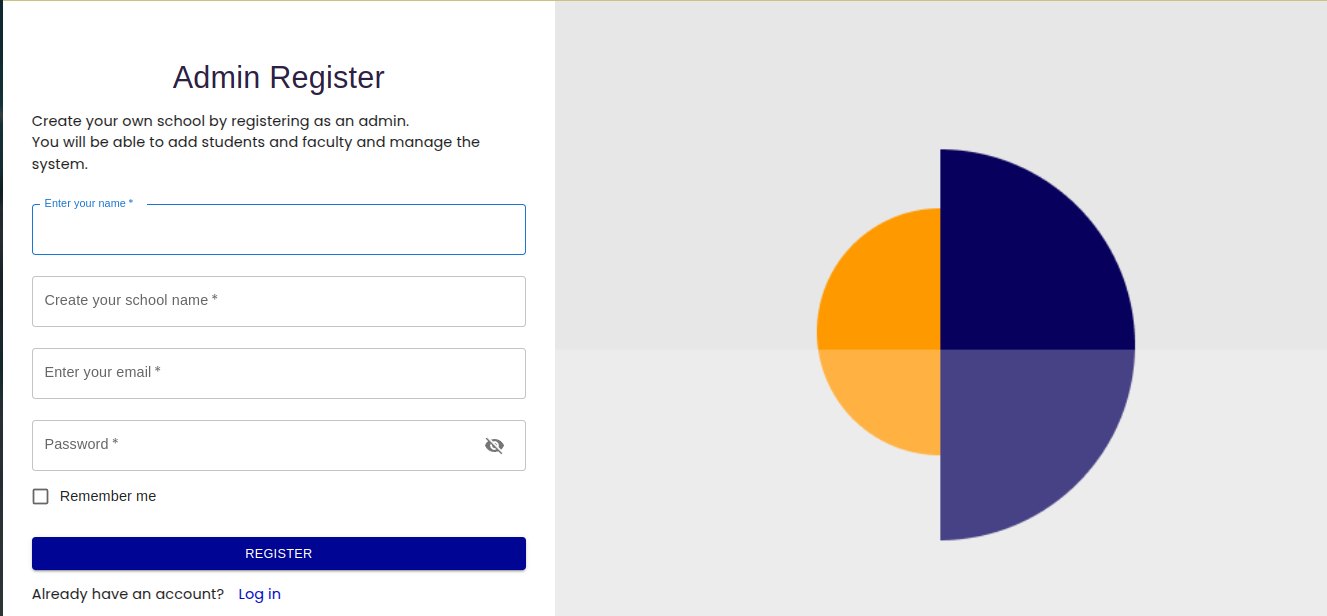 Admin Register
Create your own school by registering as an admin.
You will be able to add students and faculty and manage the
system.
Enter your name *
Create your school name *
Enter your email *
Password *
Remember me
REGISTER
Already have an account? Log in